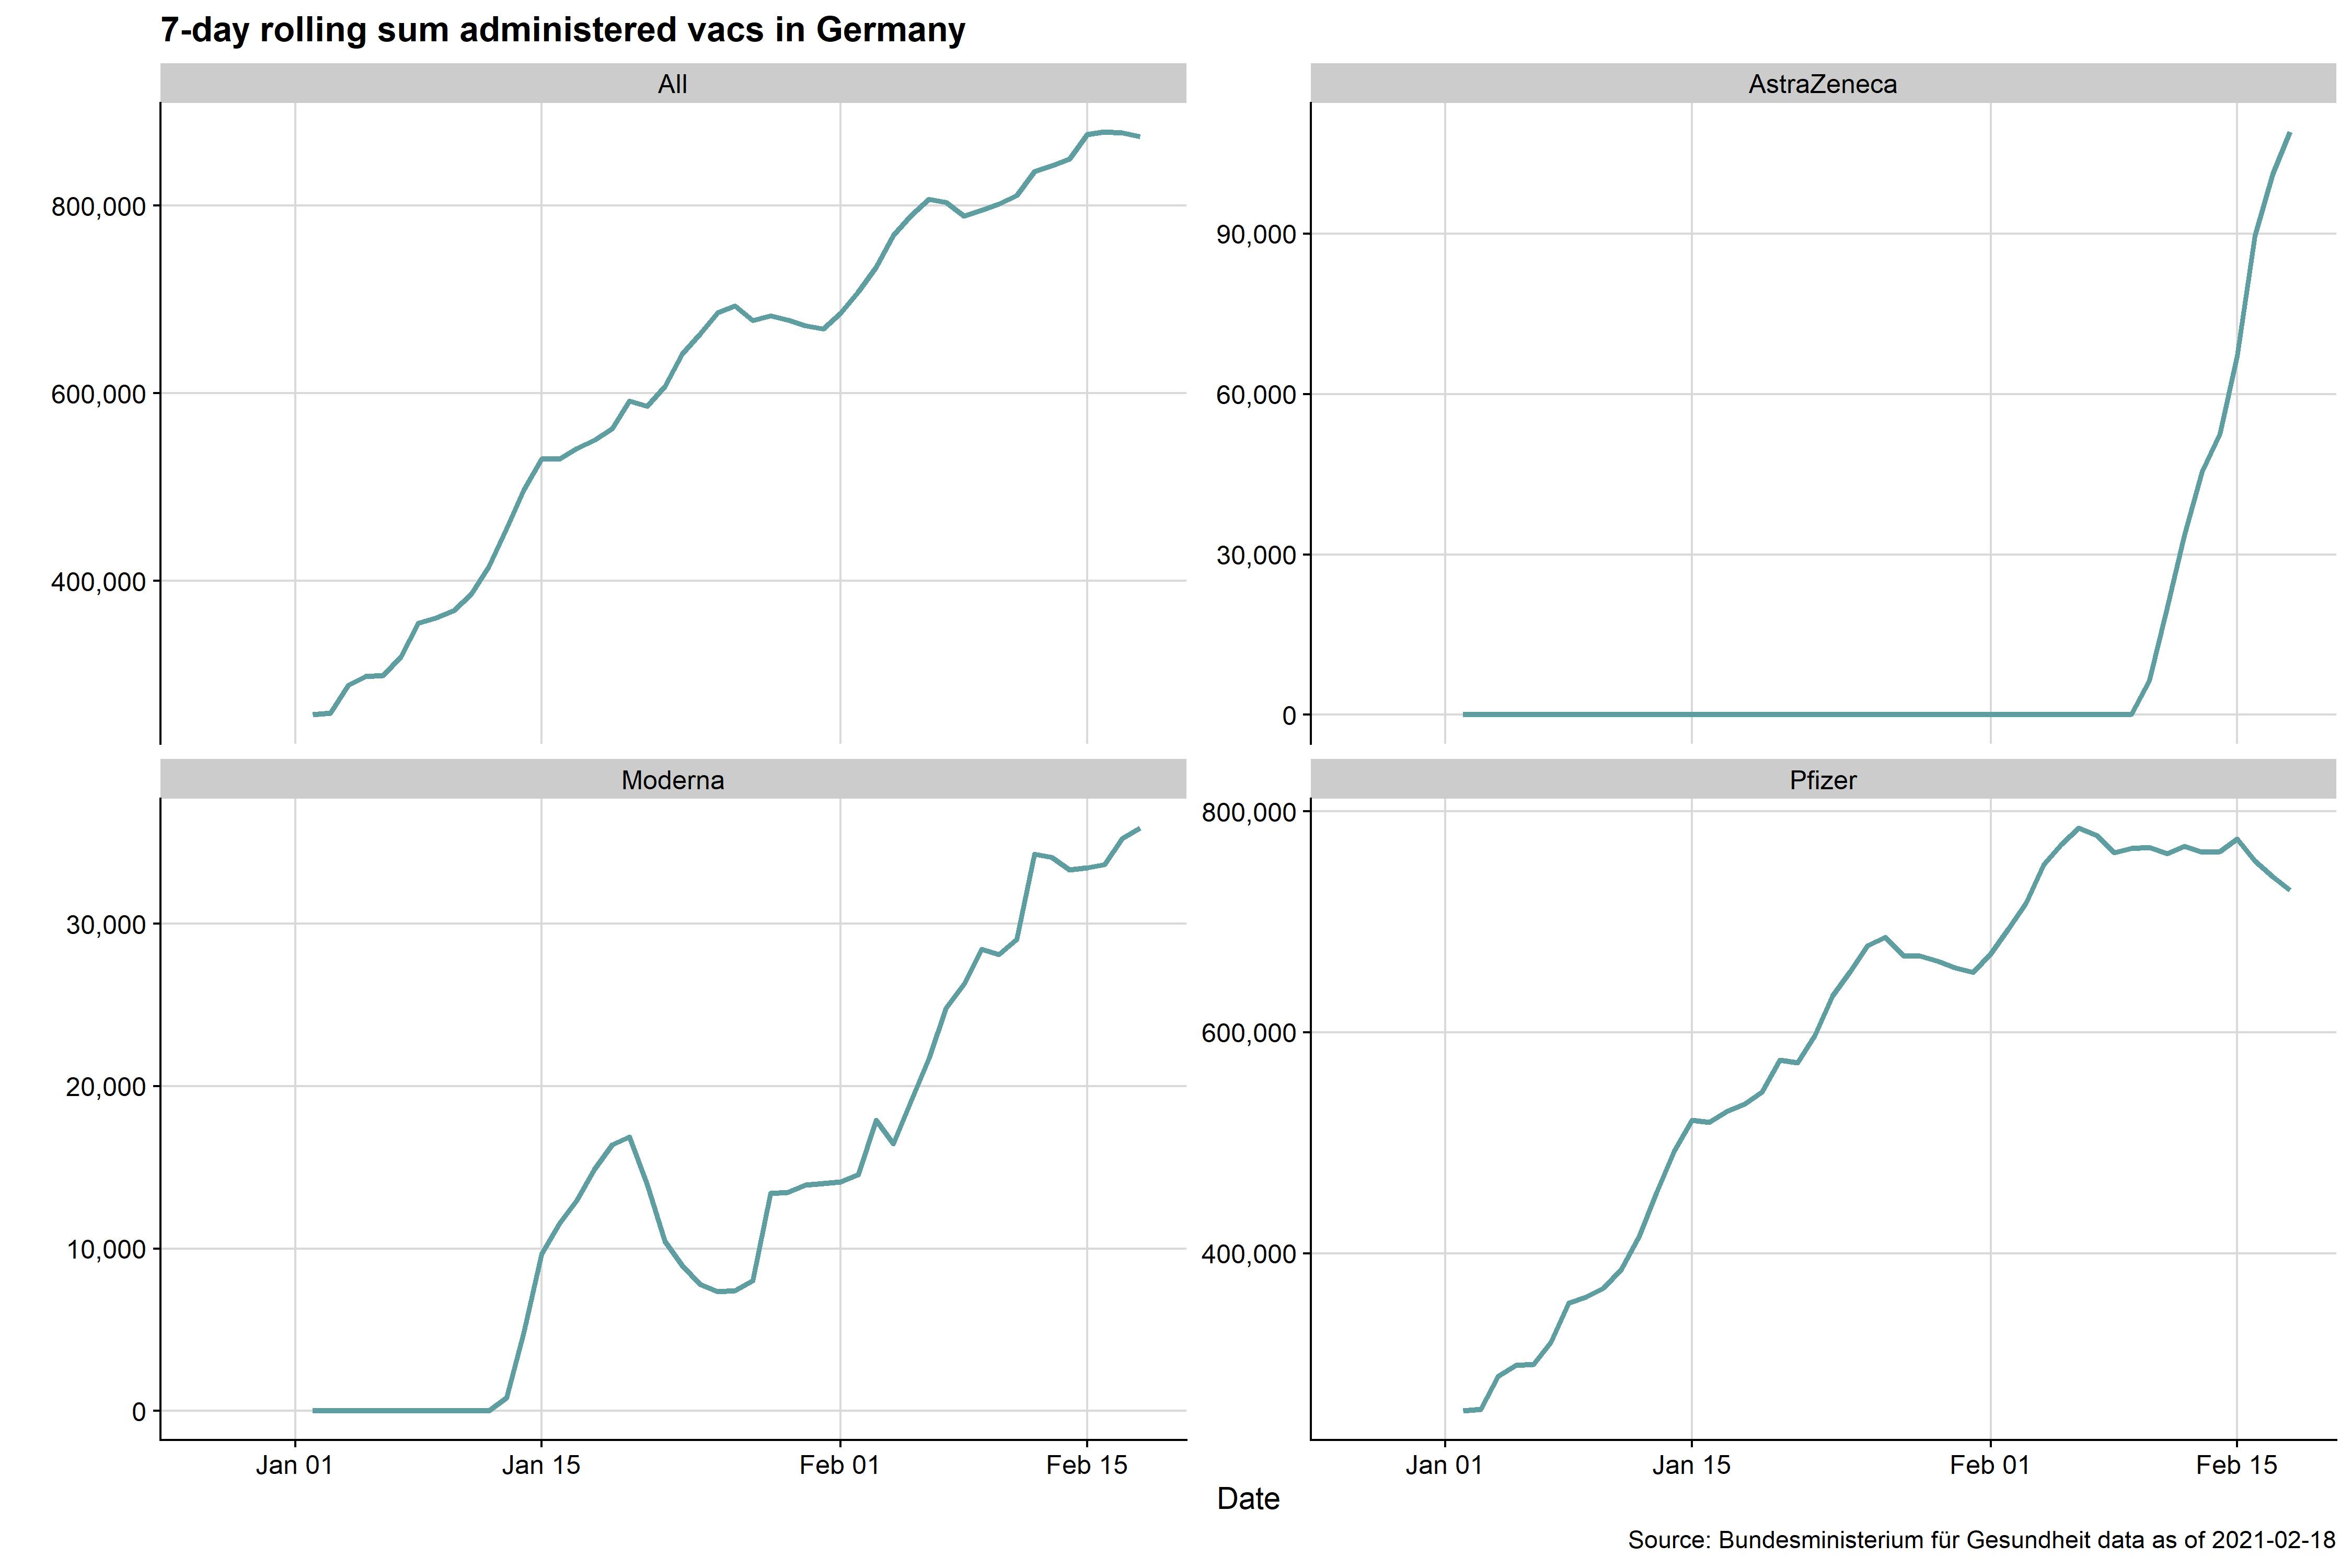 7-day rolling sum administered vacs in Germany
All
AstraZeneca
800,000
600,000
400,000
90,000
60,000
30,000
0
Moderna
Pfizer
30,000
20,000
10,000
0
800,000
600,000
400,000
Jan 01 Jan 15 Feb 01 Feb 15
Jan 01 Jan 15 Feb 01 Feb 15
Date
Source: Bundesministerium für Gesundheit data as of 2021-02-18